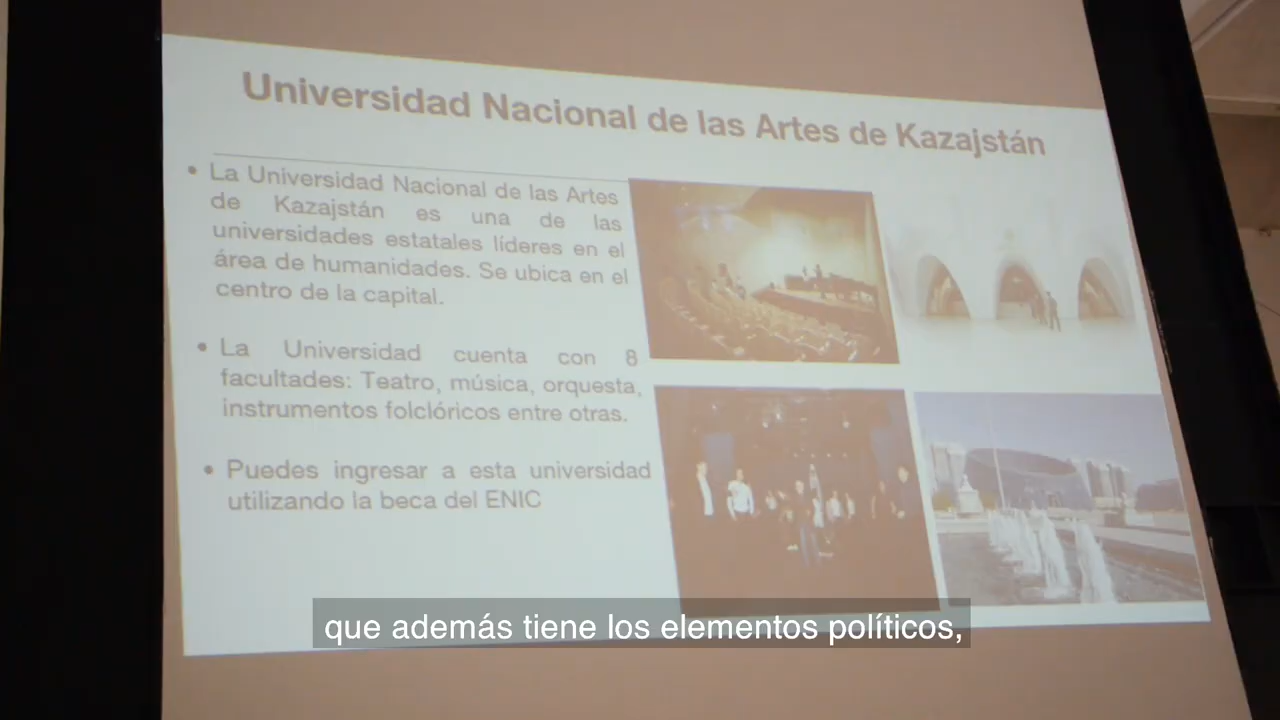 Universidad Nacional de las Artes de Kazajstán
• La Universidad Nacional de las Artes
de Kazajstán es una de las
universidades estatales líderes en el
área de humanidades. Se ubica en el
centro de la capital.
• La Universidad cuenta con 8
facultades: Teatro, música, orquesta,
instrumentos folclóricos entre otras.
• Puedes ingresar a esta universidad
utilizando la beca del ENIC
que además tiene los elementos políticos,